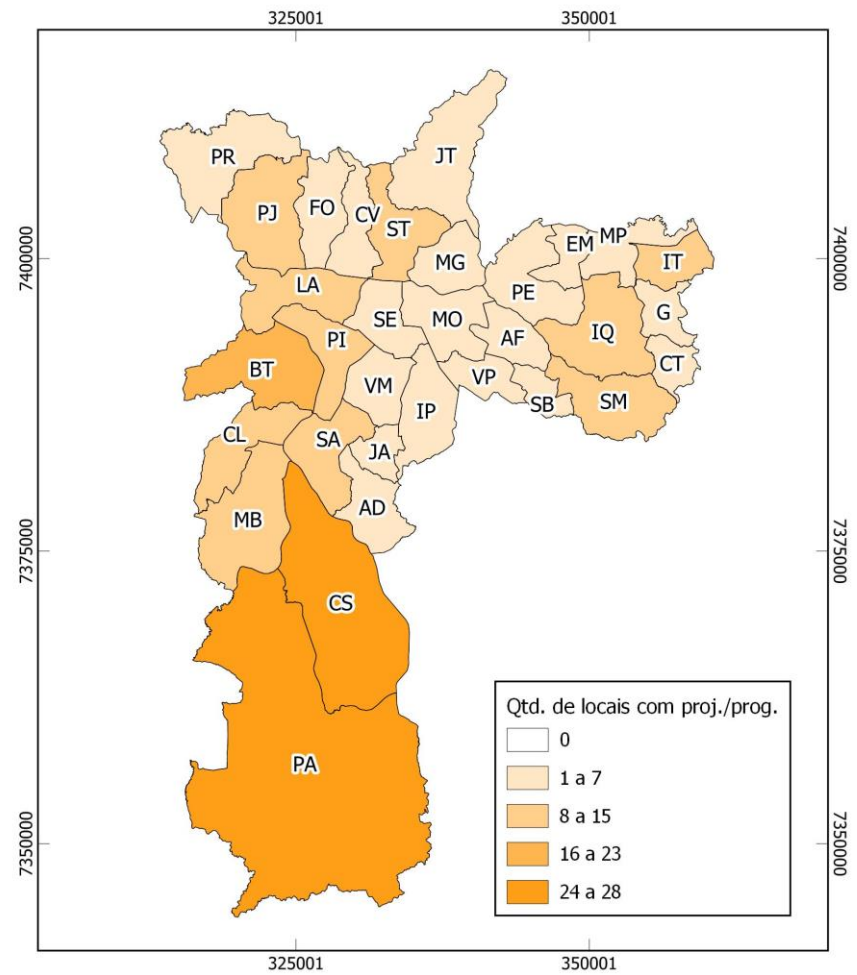 325001 350001
JT
PR
FO
PJ
CV
ST
EM MP
7400000
MG
IT
7400000
LA
PE
G
SE
MO
PI
AF
IQ
BT
CT
VM
VP
IP
SB
SM
CL
SA
JA
AD
MB
7375000
7375000
CS
Qtd. de locais com proj./prog.
0
PA
1 a 7
8 a 15
7350000
16 a 23
7350000
24 a 28
325001 350001